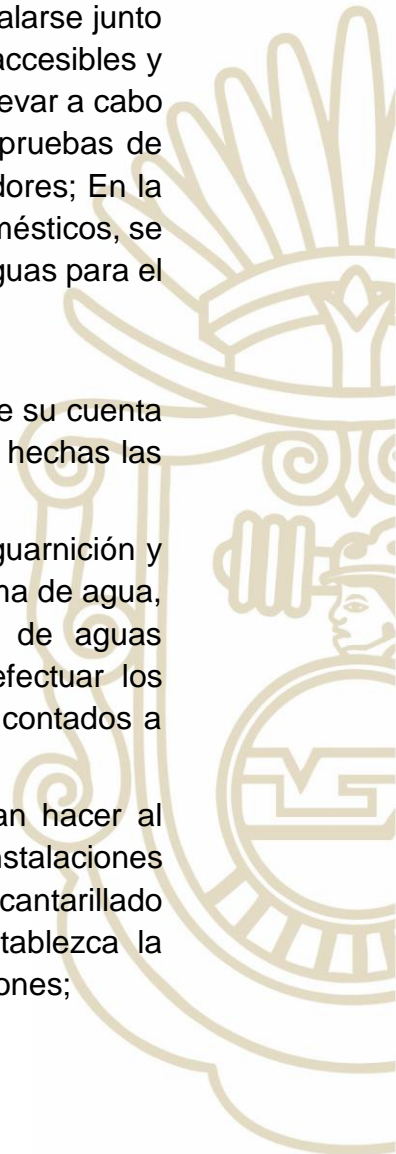 alarse junto
accesibles y
evar a cabo
pruebas de
dores; En la
mésticos, se
guas para el
e su cuenta
hechas las
guarnición y
na de agua,
de aguas
efectuar los
contados a
an hacer al
nstalaciones
cantarillado
tablezca la
ones;